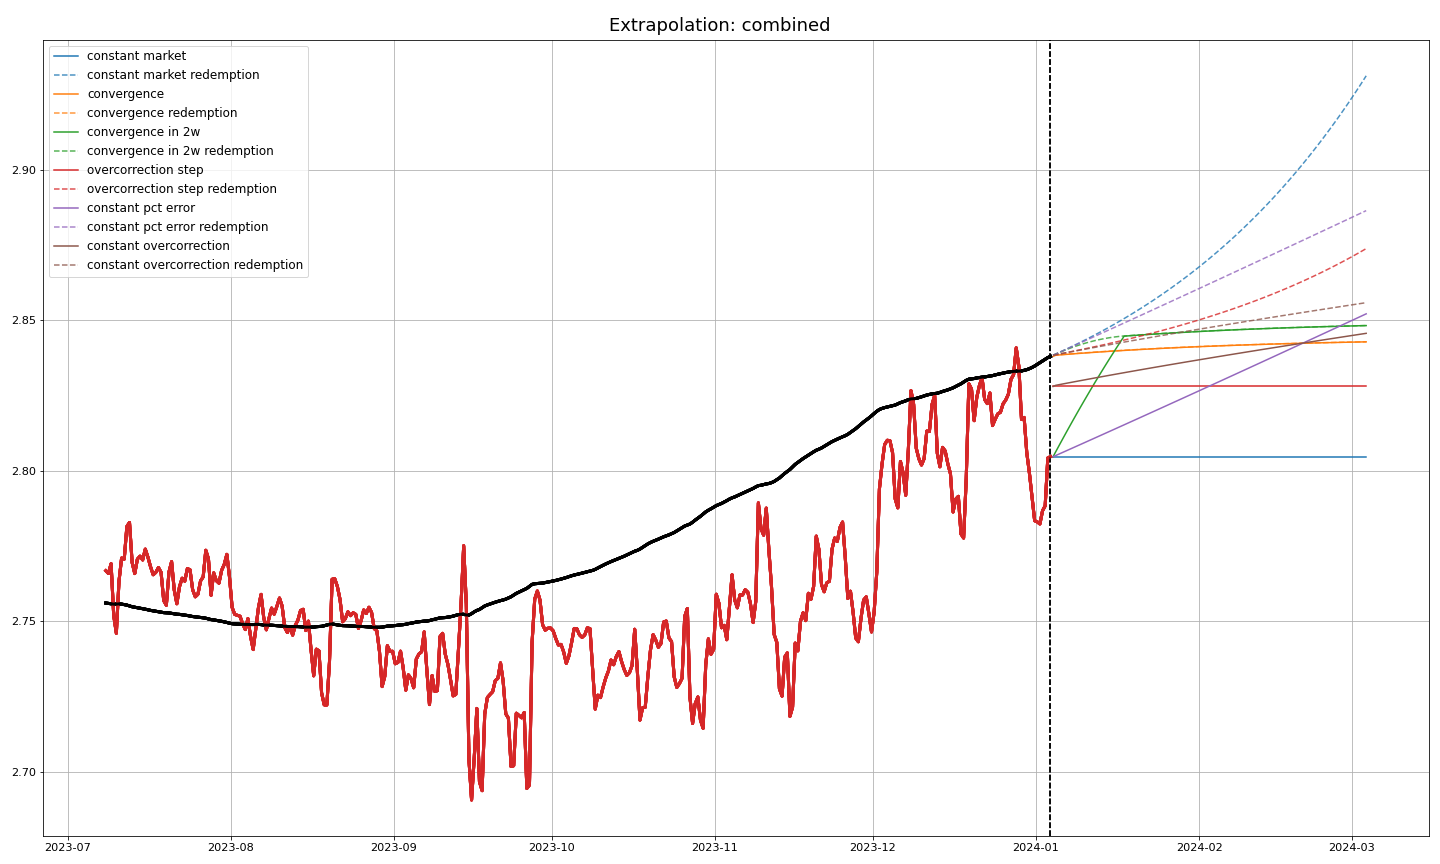 Extrapolation: combined
constant market
constant market redemption
convergence
convergence redemption
convergence in 2w
convergence in 2w redemption
overcorrection step
overcorrection step redemption
constant pct error
constant pct error redemption
constant overcorrection
constant overcorrection redemption
2.90
2.85
2.80
2.75
2.70
2023-07 2023-08 2023-09 2023-10 2023-11 2023-12 2024-01 2024-02 2024-03